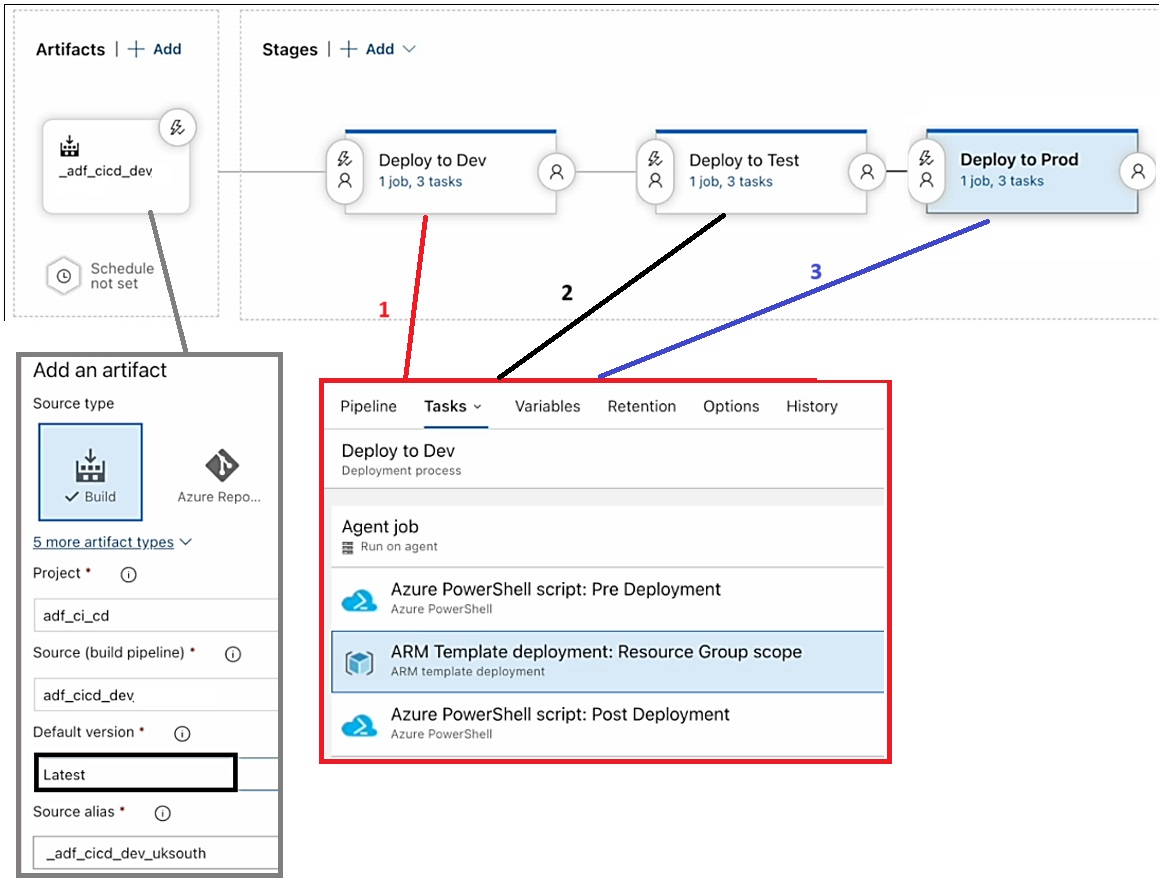 Artifacts | + Add
Stages | + Add
_adf_cicd_dev
Schedule
not set
Deploy to Dev
1 job, 3 tasks
Deploy to Test
1 job, 3 tasks
Deploy to Prod
1 job, 3 tasks
1
2
3
Add an artifact
Source type
Build
Azure Repo...
5 more artifact types
Project *
adf_ci_cd
Source (build pipeline) *
adf_cicd_dev
Default version *
Latest
Source alias *
_adf_cicd_dev_uksouth
Pipeline Tasks Variables Retention Options History
Deploy to Dev
Deployment process
Agent job
Run on agent
Azure PowerShell script: Pre Deployment
Azure PowerShell
ARM Template deployment: Resource Group scope
ARM template deployment
Azure PowerShell script: Post Deployment
Azure PowerShell